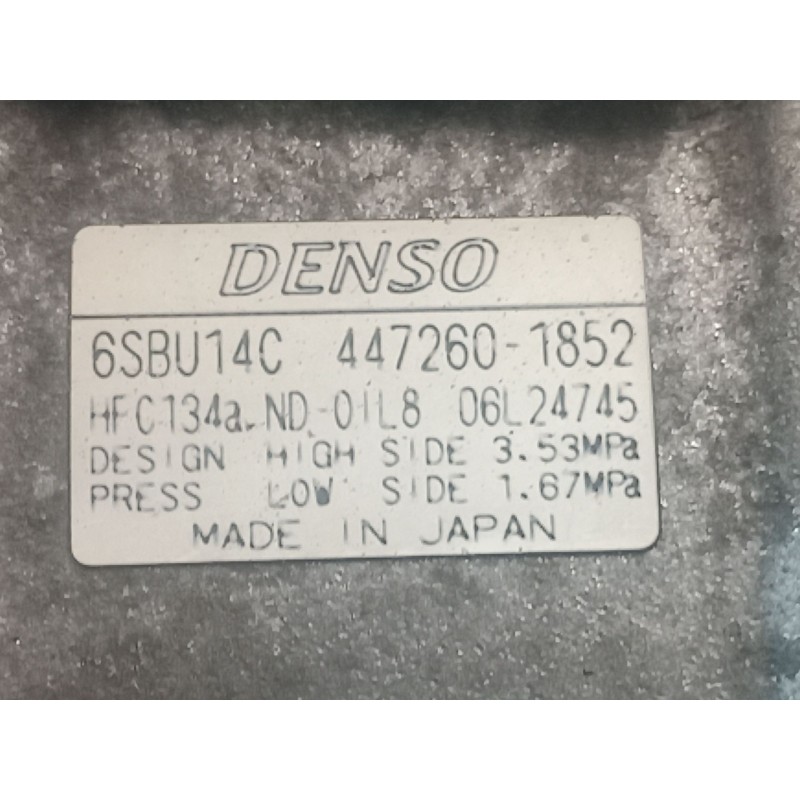 DENSO
6SBU14C 447260-1852
HFC134a ND-OIL8 06L24745
DESIGN HIGH SIDE 3.53MPa
PRESS LOW SIDE 1.67MPa
MADE IN JAPAN